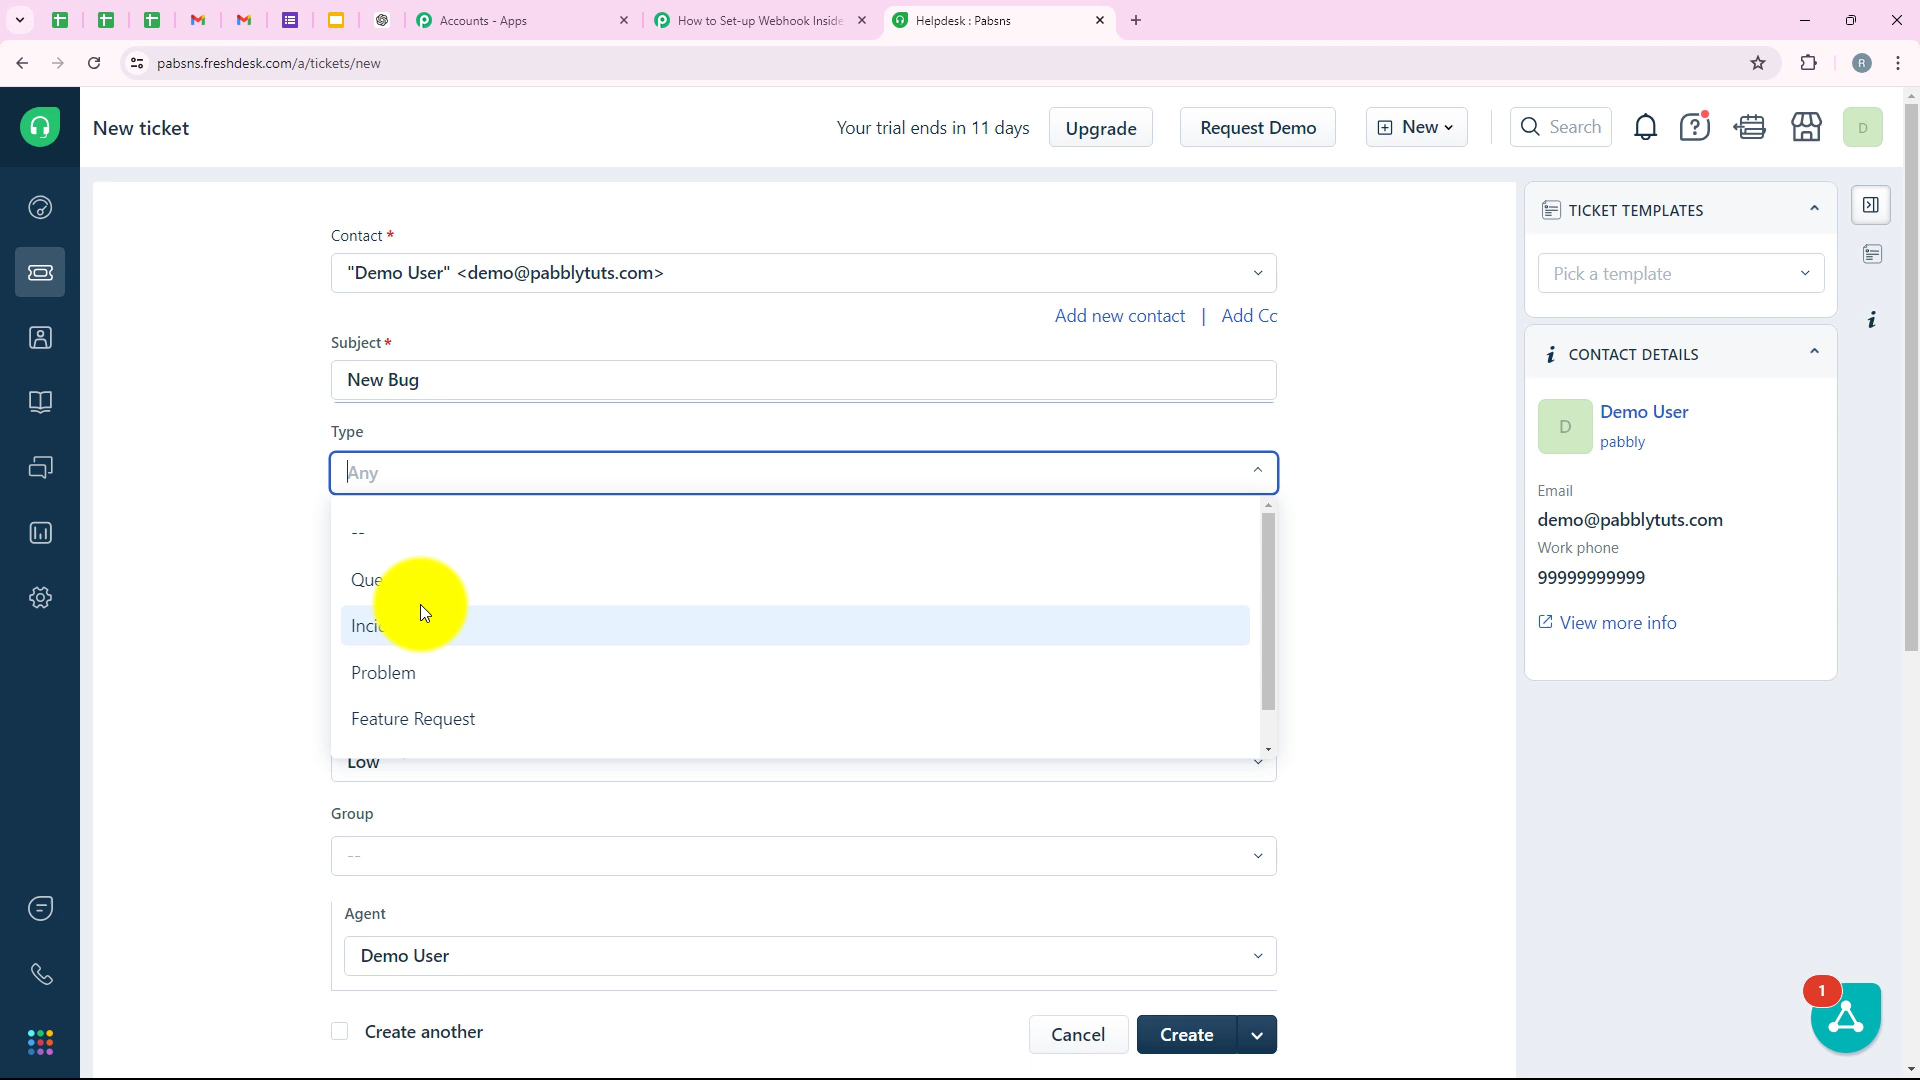 Accounts - Apps
How to Set-up Webhook Inside
Helpdesk : Pabsns
pabsns.freshdesk.com/a/tickets/new
R
New ticket
Your trial ends in 11 days
Upgrade
Request Demo
New
Search
D
Contact *
"Demo User" <demo@pabblytuts.com>
Add new contact | Add Cc
Subject *
New Bug
Type
Any
--
Problem
Feature Request
Low
Group
--
Agent
Demo User
Create another
Cancel
Create
TICKET TEMPLATES
Pick a template
CONTACT DETAILS
D
Demo User
pabbly
Email
demo@pabblytuts.com
Work phone
99999999999
View more info
1